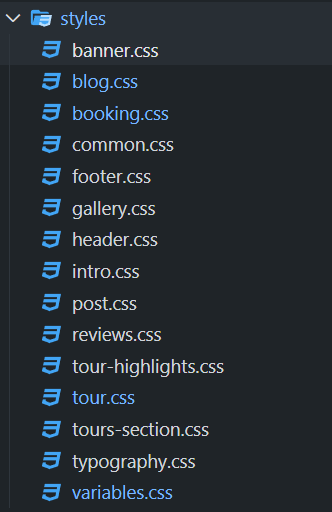 styles
banner.css
blog.css
booking.css
common.css
footer.css
gallery.css
header.css
intro.css
post.css
reviews.css
tour-highlights.css
tour.css
tours-section.css
typography.css
variables.css